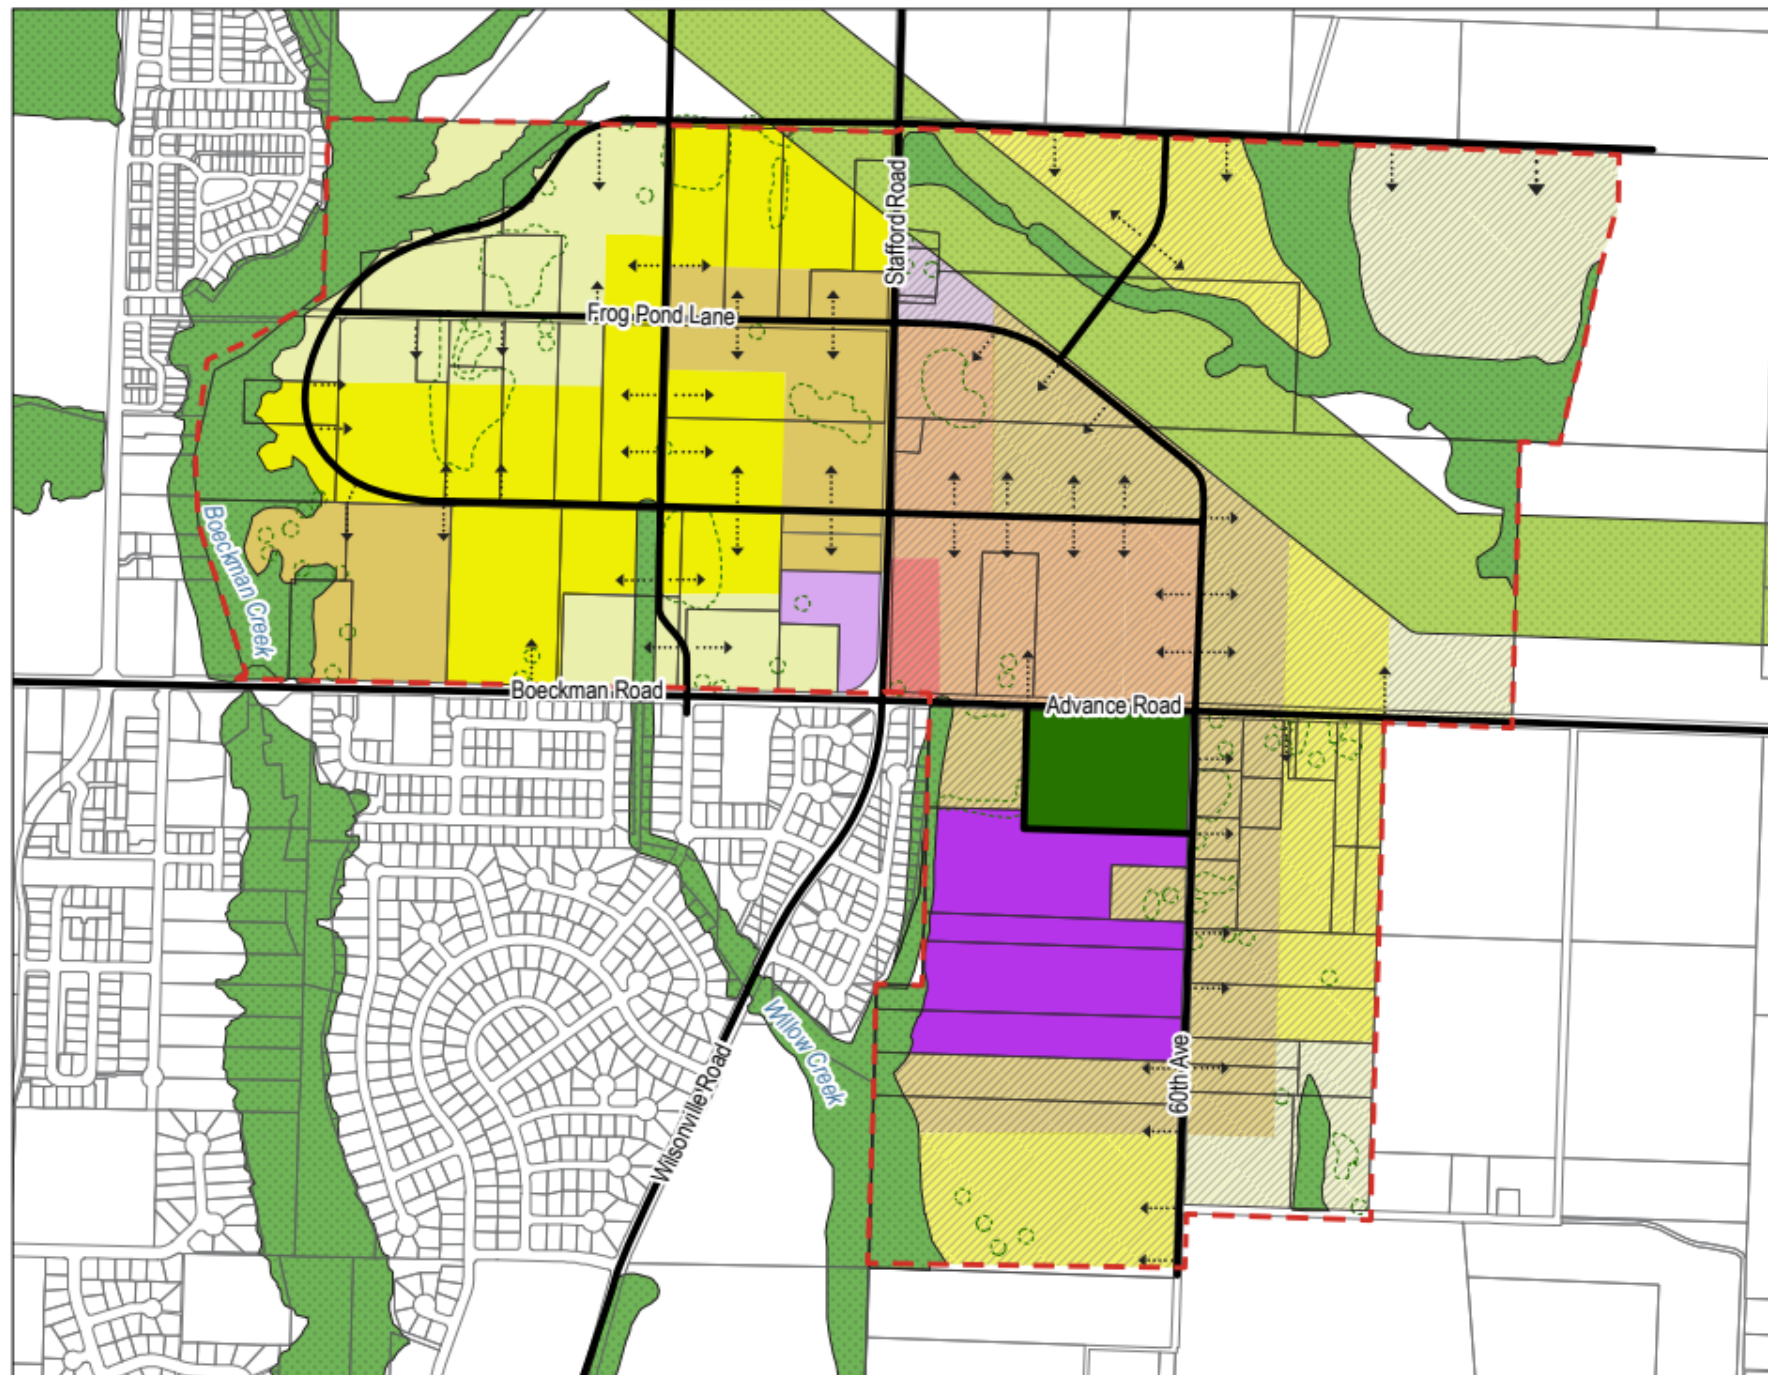 Stafford Road
Frog Pond Lane
Boeckman Creek
Boeckman Road
Advance Road
Willow Creek
Wilsonville Road
60th Ave